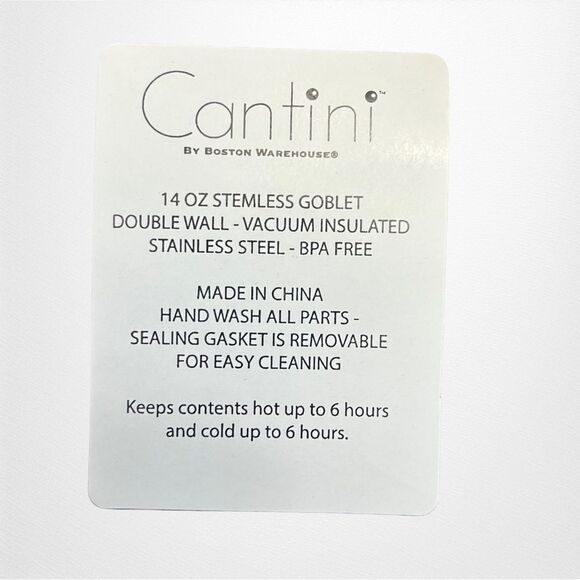 Cantini™
BY BOSTON WAREHOUSE®
14 OZ STEMLESS GOBLET
DOUBLE WALL - VACUUM INSULATED
STAINLESS STEEL - BPA FREE
MADE IN CHINA
HAND WASH ALL PARTS -
SEALING GASKET IS REMOVABLE
FOR EASY CLEANING
Keeps contents hot up to 6 hours
and cold up to 6 hours.